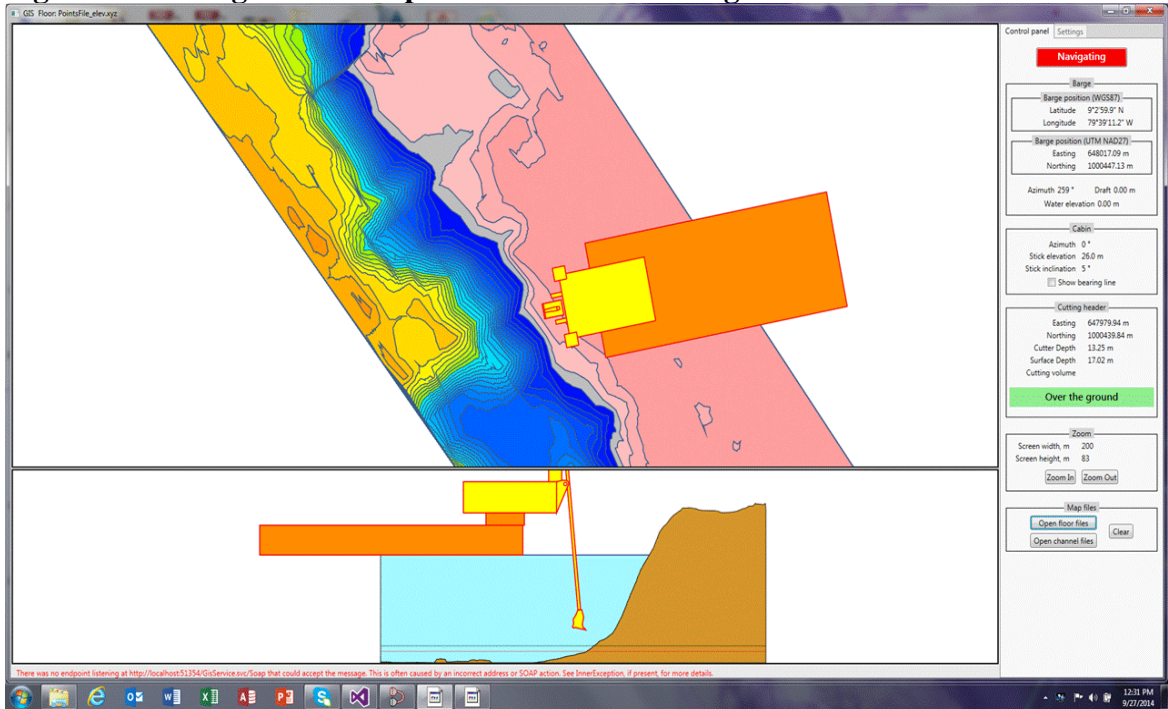 GIS Floor: PointsFile_elev.xyz
Control panel Settings
Navigating
Barge
Barge position (WGS87)
Latitude 9°2'59.9" N
Longitude 79°39'11.2" W
Barge position (UTM NAD27)
Easting 648017.09 m
Northing 1000447.13 m
Azimuth 259 ° Draft 0.00 m
Water elevation 0.00 m
Cabin
Azimuth 0 °
Stick elevation 26.0 m
Stick inclination 5 °
Show bearing line
Cutting header
Easting 647979.94 m
Northing 1000439.84 m
Cutter Depth 13.25 m
Surface Depth 17.02 m
Cutting volume
Over the ground
Zoom
Screen width, m 200
Screen height, m 83
Zoom In Zoom Out
Map files
Open floor files
Clear
Open channel files
There was no endpoint listening at http://localhost:51354/GisService.svc/Soap that could accept the message. This is often caused by an incorrect address or SOAP action. See InnerException, if present, for more details.
12:31 PM
9/27/2014